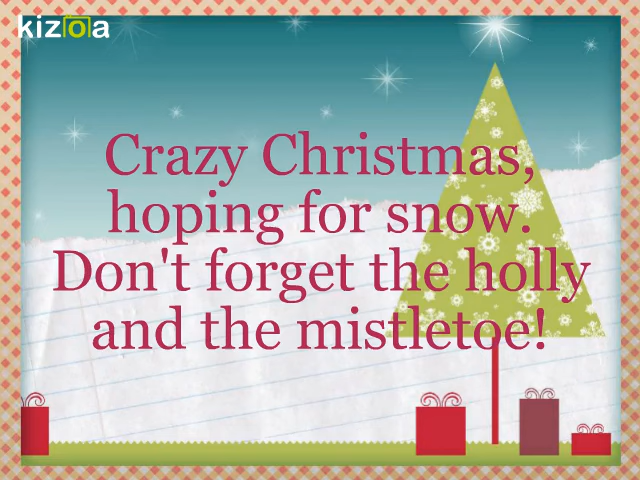 kizoa
Crazy Christmas,
hoping for snow.
Don't forget the holly
and the mistletoe!